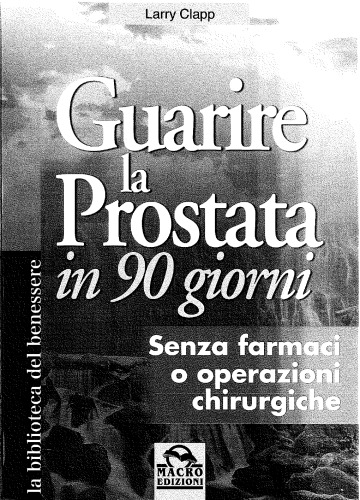 Larry Clapp
Guarire
la
Prostata
in 90 giorni
Senza farmaci
o operazioni
chirurgiche
la biblioteca del benessere
MACRO
EDIZIONI